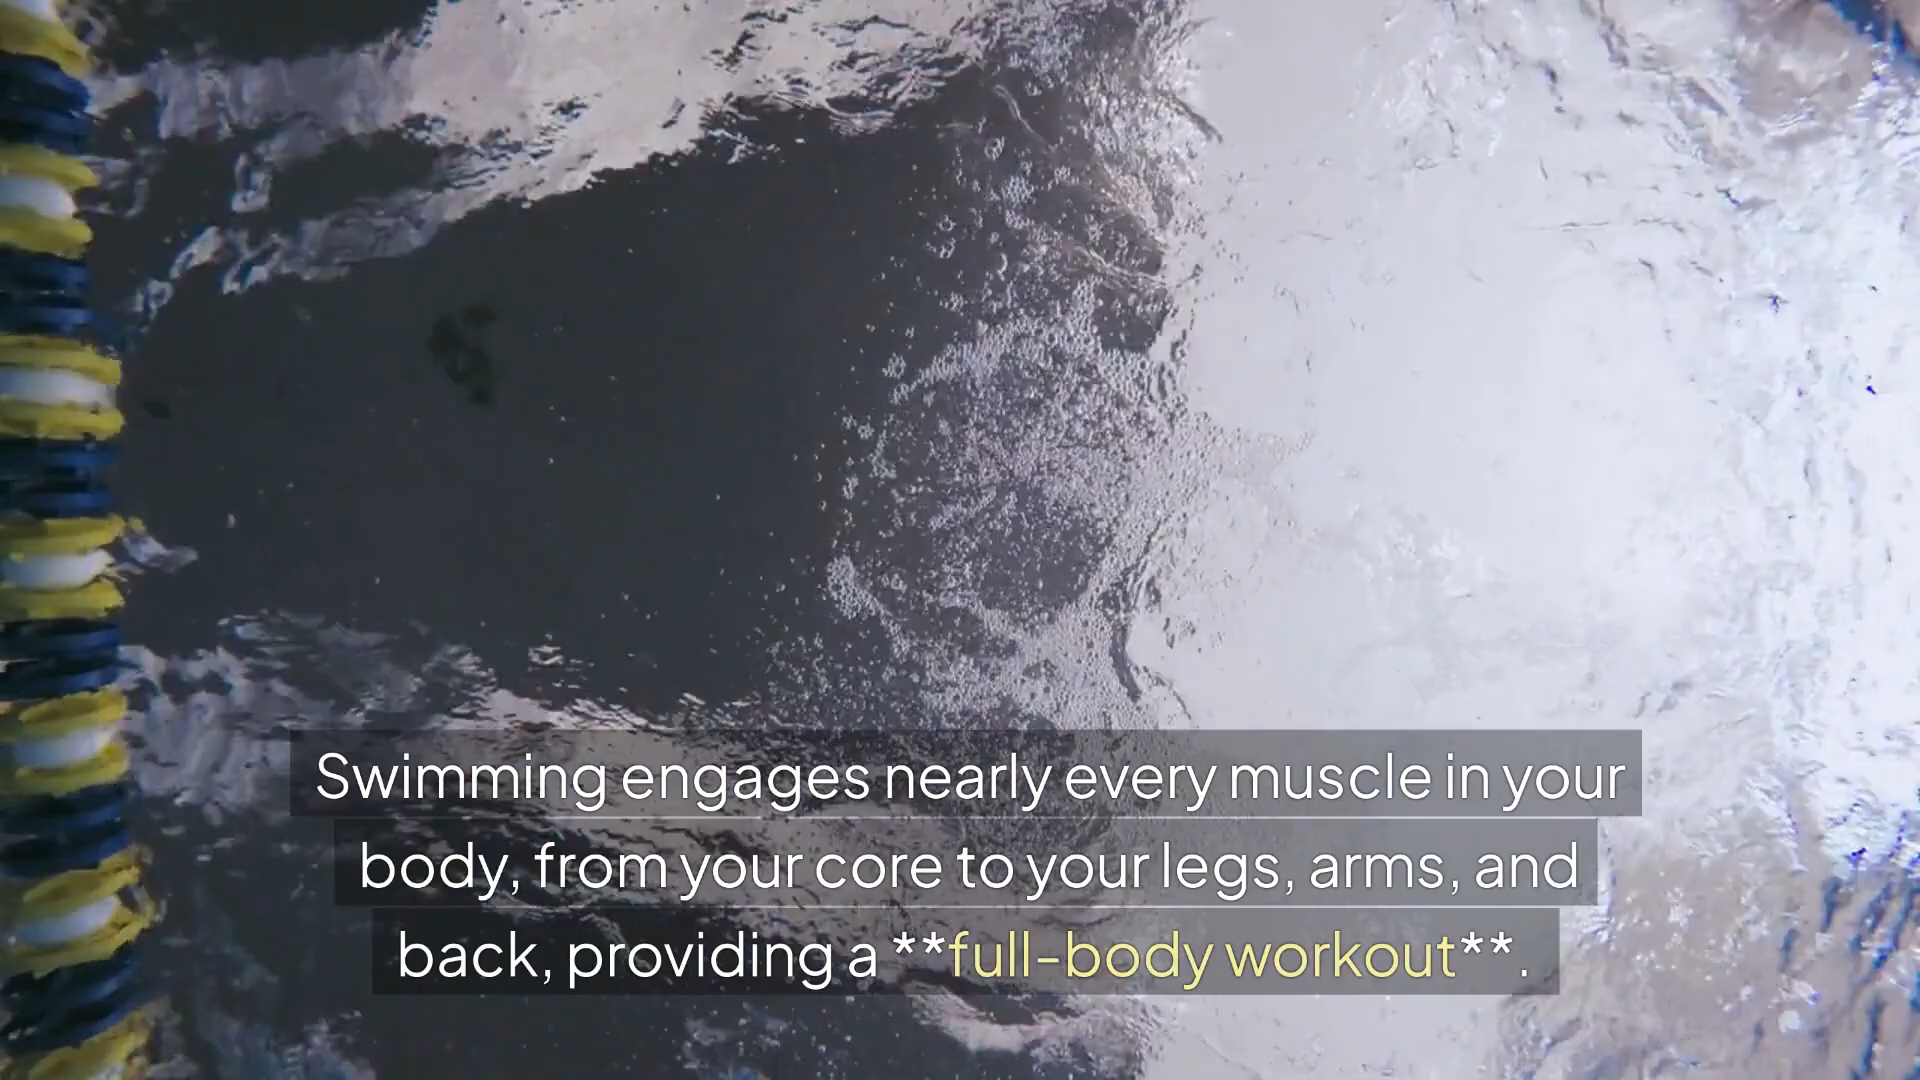 Swimming engages nearly every muscle in your
body, from your core to your legs, arms, and
back, providing a **full-body workout**.